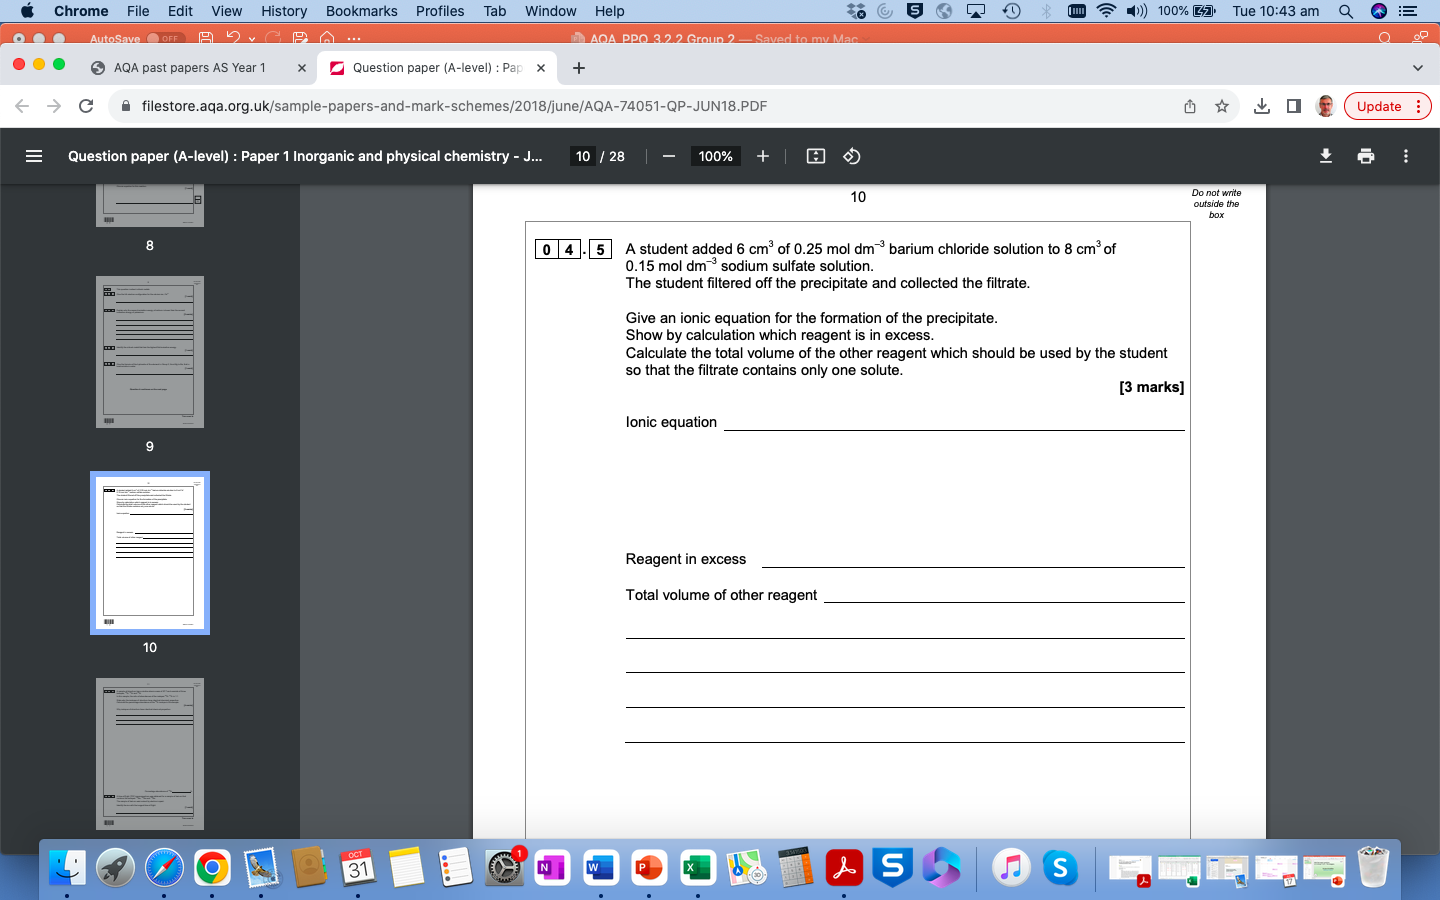 Chrome File Edit View History Bookmarks Profiles Tab Window Help 100% Tue 10:43 am
AutoSave OFF AQA PPQ 3.2.2 Group 2 — Saved to my Mac
AQA past papers AS Year 1 Question paper (A-level) : Pap
filestore.aqa.org.uk/sample-papers-and-mark-schemes/2018/june/AQA-74051-QP-JUN18.PDF Update
Question paper (A-level) : Paper 1 Inorganic and physical chemistry - J... 10 / 28 100%
8
9
10
10
Do not write
outside the
box
0 4 . 5 A student added 6 cm³ of 0.25 mol dm⁻³ barium chloride solution to 8 cm³ of
0.15 mol dm⁻³ sodium sulfate solution.
The student filtered off the precipitate and collected the filtrate.
Give an ionic equation for the formation of the precipitate.
Show by calculation which reagent is in excess.
Calculate the total volume of the other reagent which should be used by the student
so that the filtrate contains only one solute.
[3 marks]
Ionic equation
Reagent in excess
Total volume of other reagent
OCT
31
1